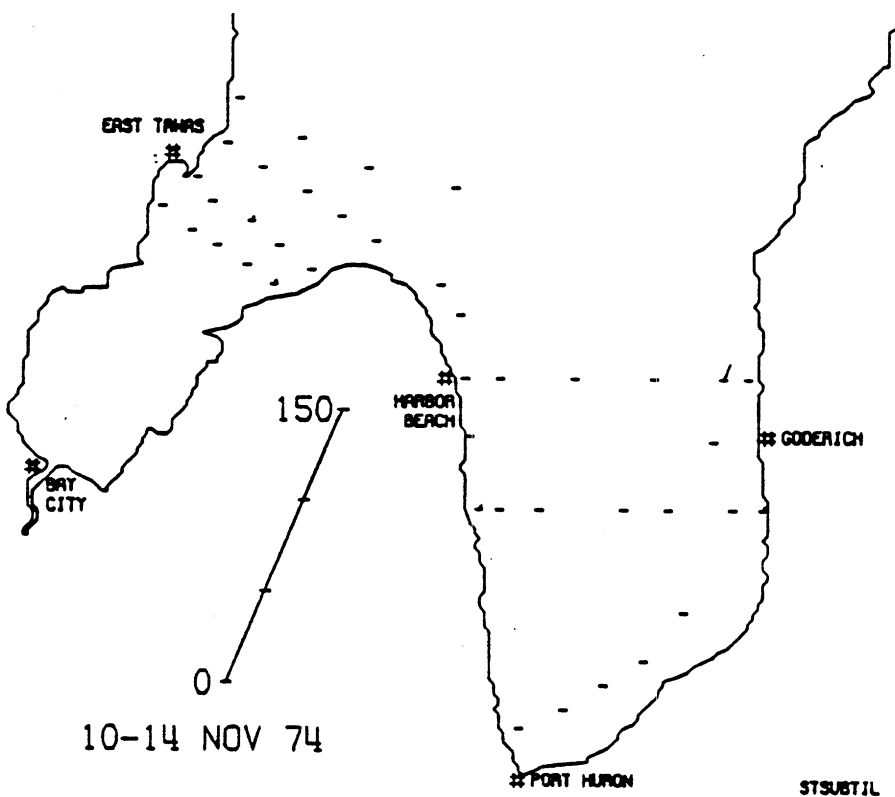 EAST TAWAS
#
150
#
HARBOR
BEACH
# GODERICH
#
BAY
CITY
0
10-14 NOV 74
# PORT HURON
STSUBTIL